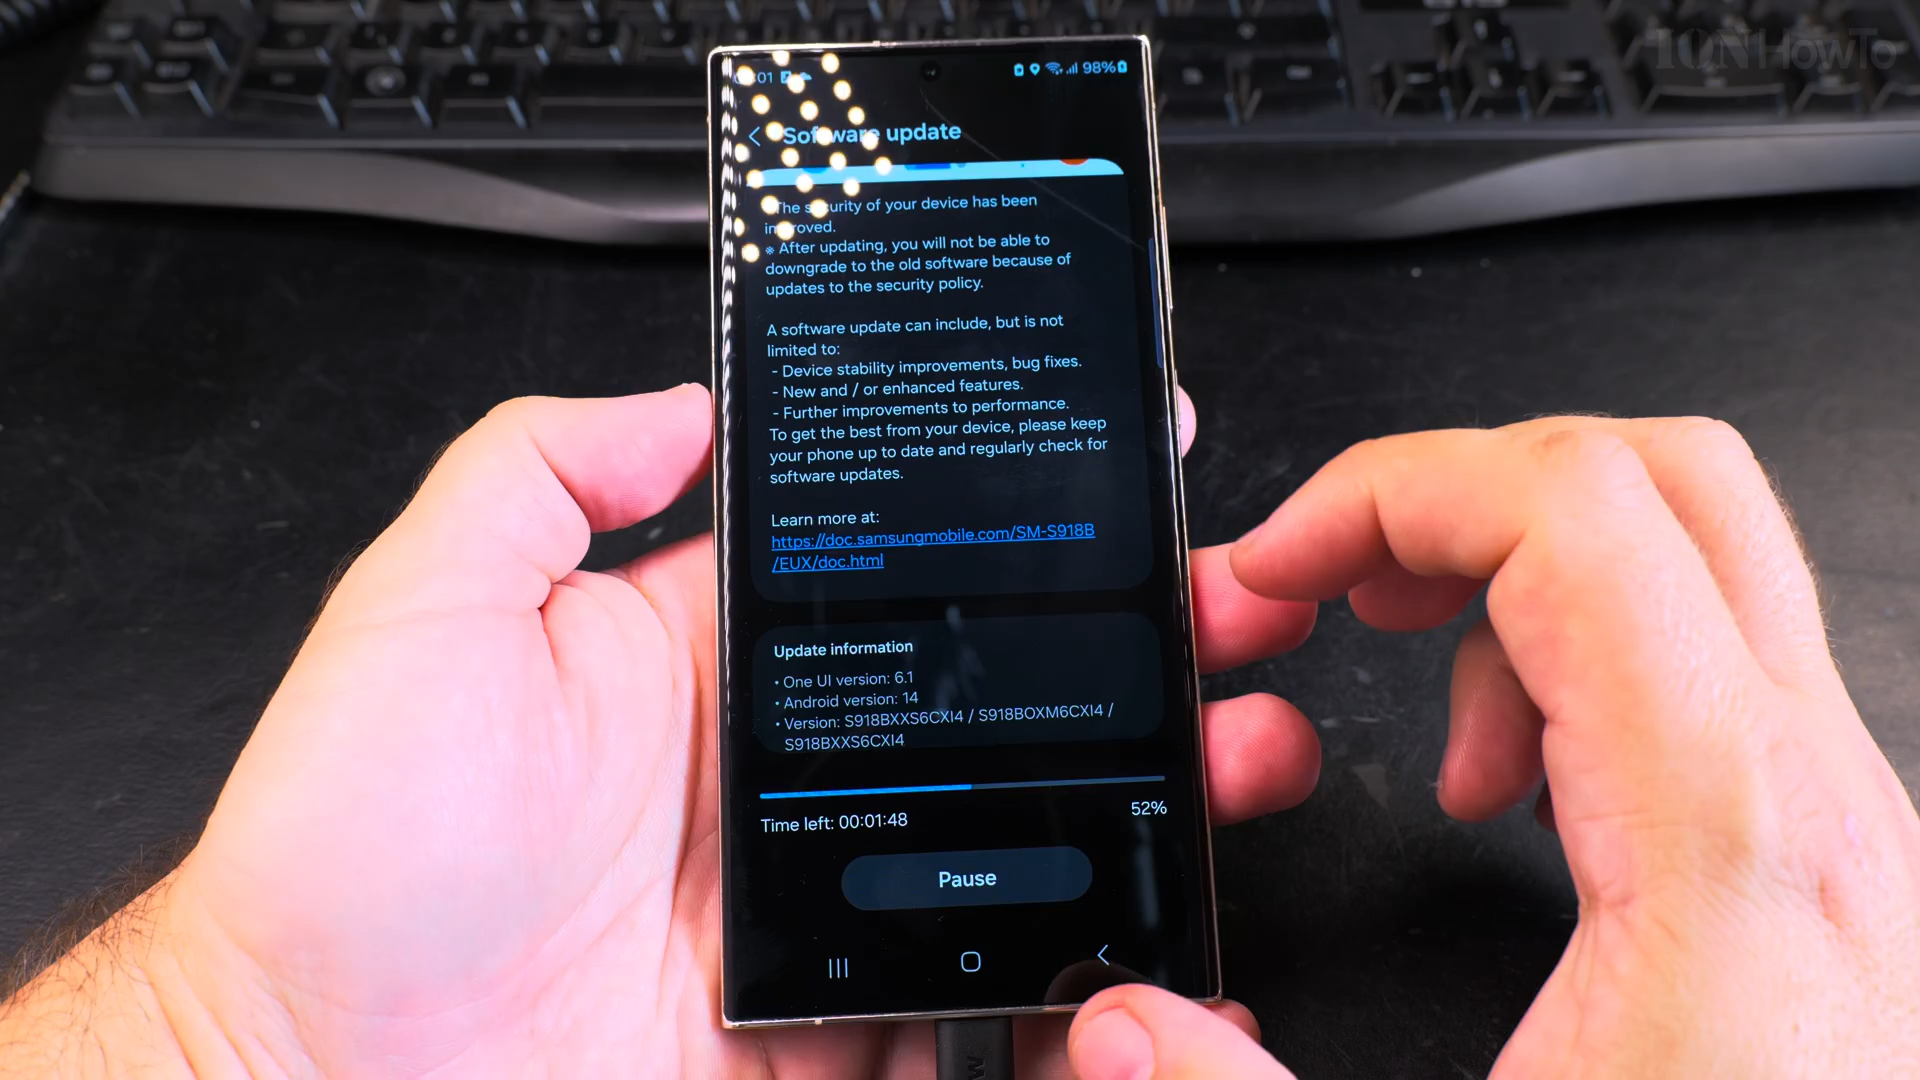 IONHowTo
:01 98%
Software update
The security of your device has been
improved.
※ After updating, you will not be able to
downgrade to the old software because of
updates to the security policy.
A software update can include, but is not
limited to:
- Device stability improvements, bug fixes.
- New and / or enhanced features.
- Further improvements to performance.
To get the best from your device, please keep
your phone up to date and regularly check for
software updates.
Learn more at:
https://doc.samsungmobile.com/SM-S918B
/EUX/doc.html
Update information
• One UI version: 6.1
• Android version: 14
• Version: S918BXXS6CXI4 / S918BOXM6CXI4 /
S918BXXS6CXI4
Time left: 00:01:48 52%
Pause